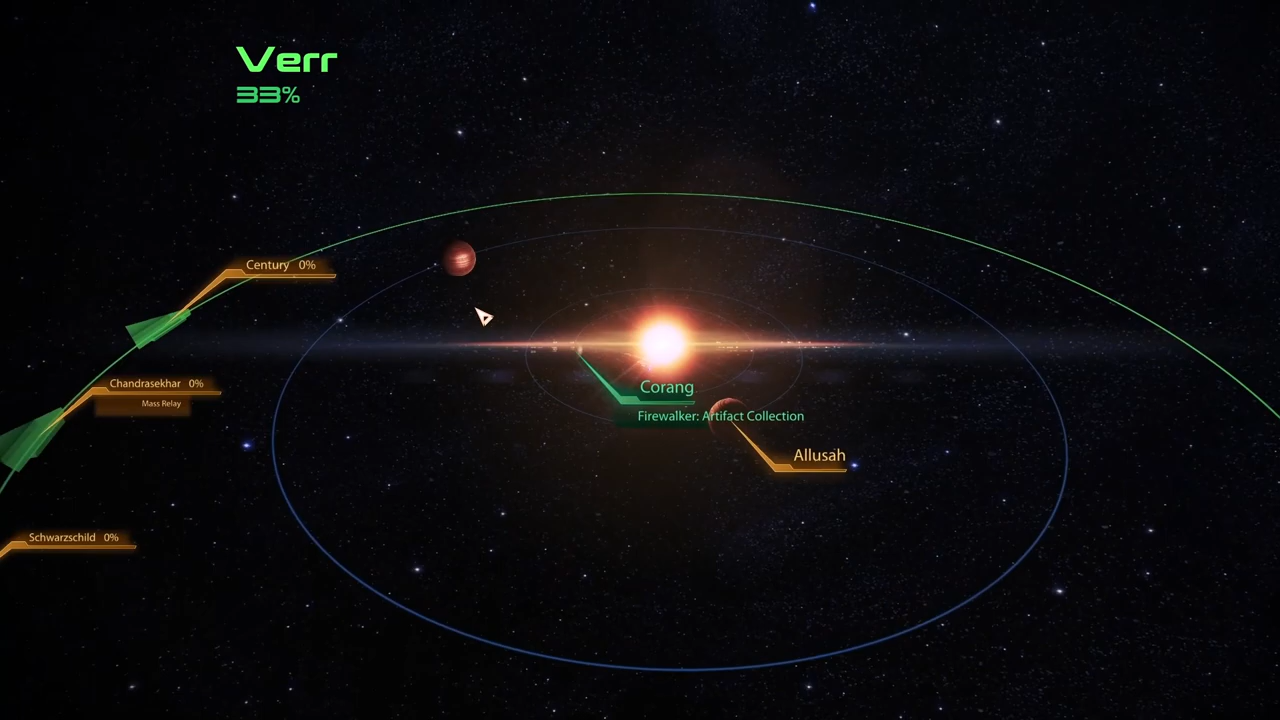 Verr
33%
Century 0%
Chandrasekhar 0%
Mass Relay
Corang
Firewalker: Artifact Collection
Allusah
Schwarzschild 0%